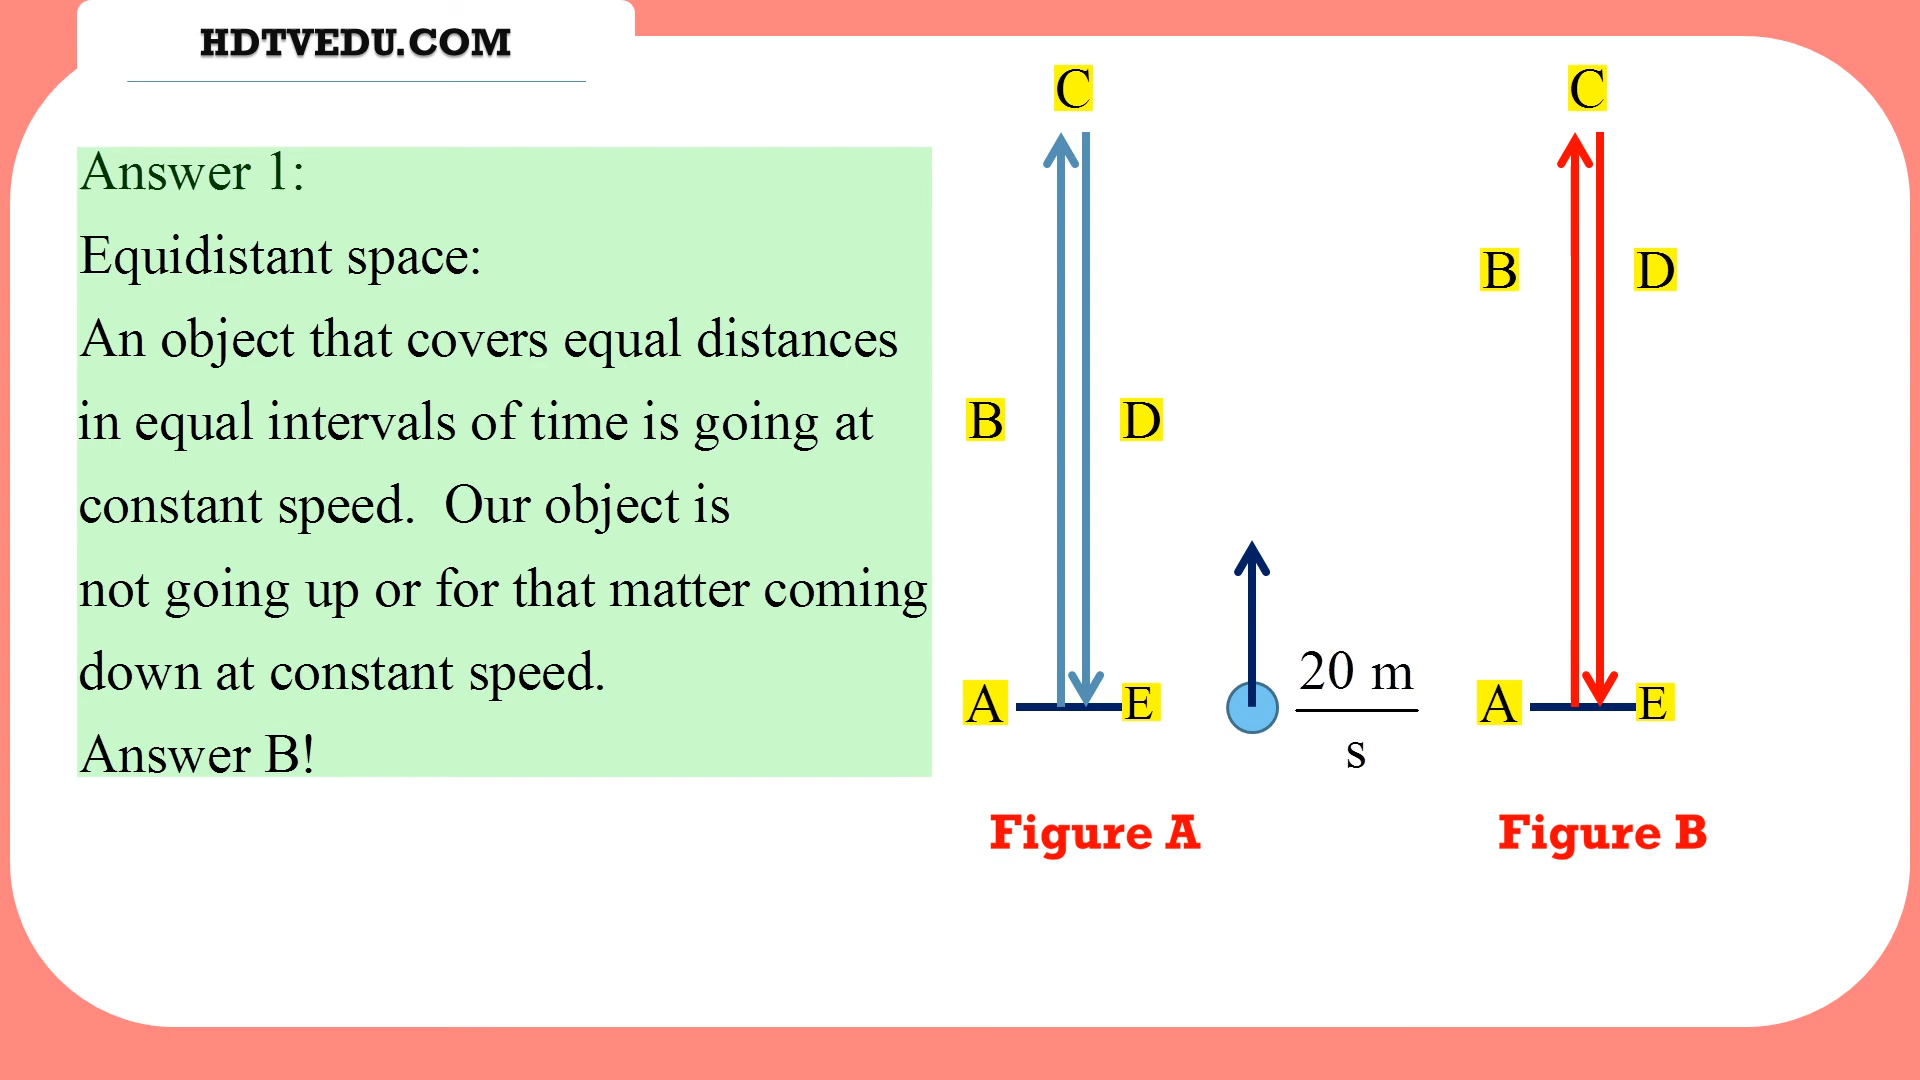 HDTVEDU.COM
Answer 1:
Equidistant space:
An object that covers equal distances
in equal intervals of time is going at
constant speed.  Our object is
not going up or for that matter coming
down at constant speed.
Answer B!
C
B
D
A
E
Figure A
20 m
s
C
B
D
A
E
Figure B